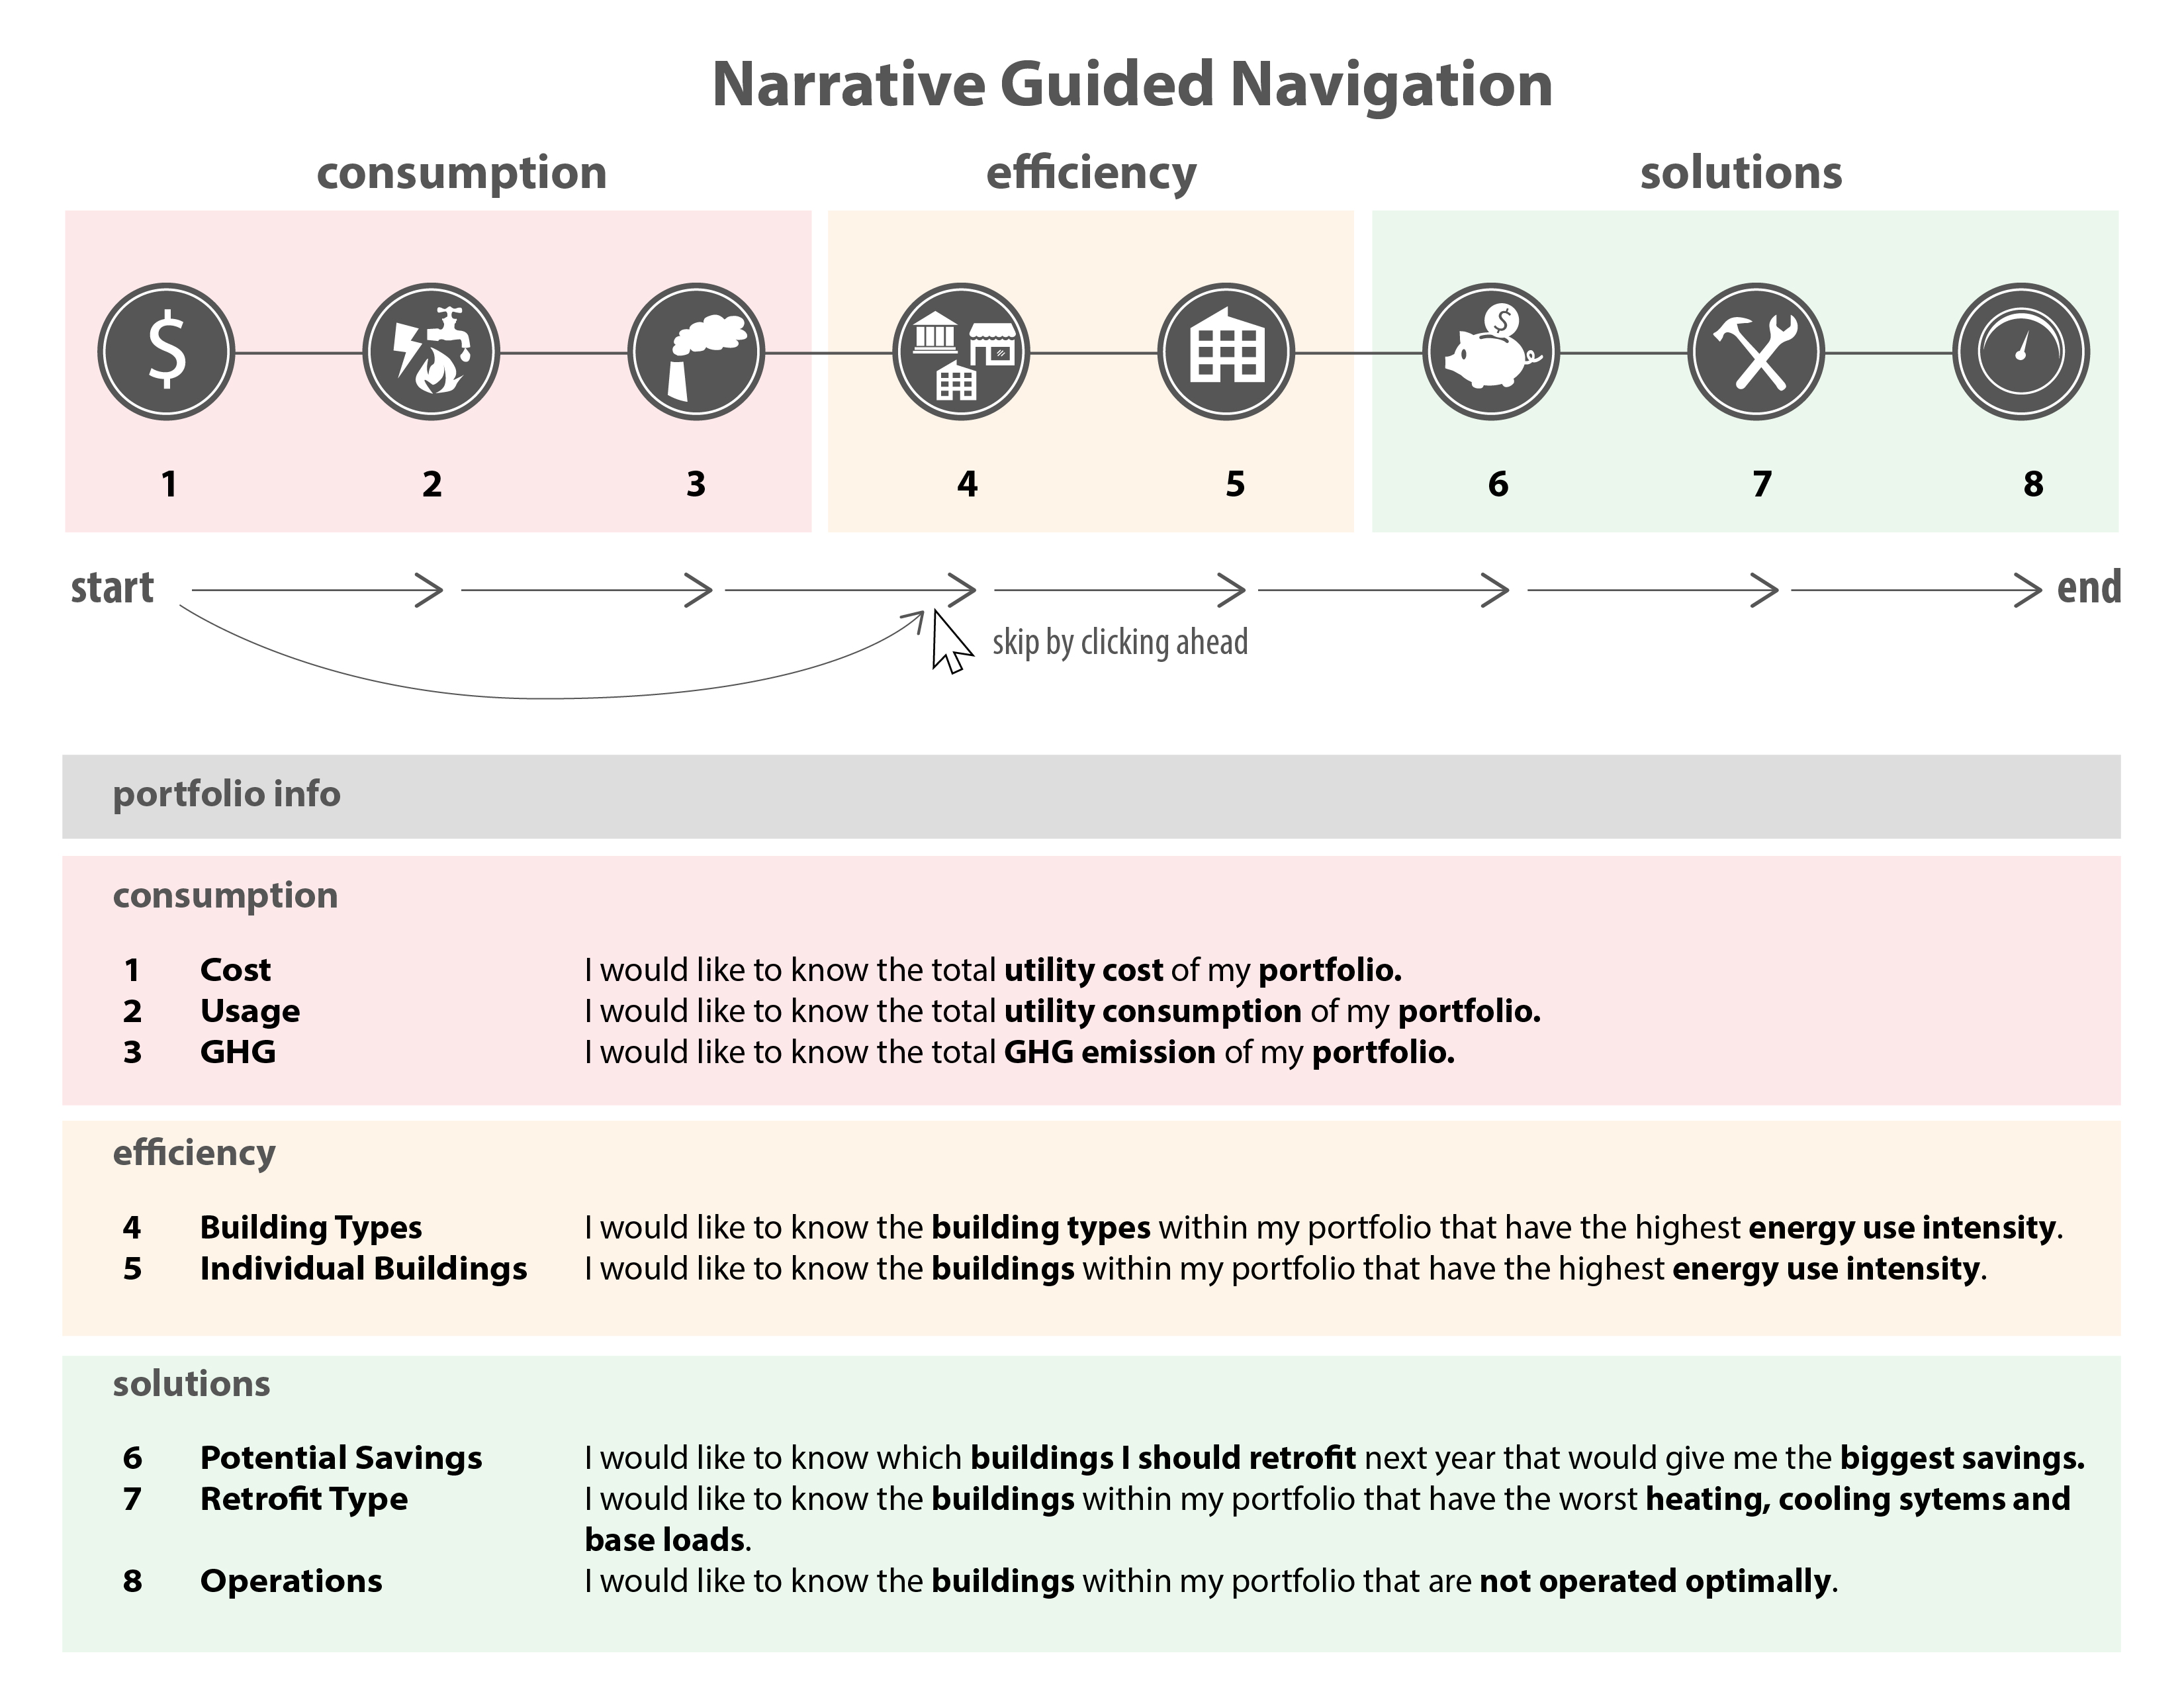 Narrative Guided Navigation
consumption
efficiency
solutions
$
$
1
2
3
4
5
6
7
8
start
end
skip by clicking ahead
portfolio info
consumption
1 Cost I would like to know the total utility cost of my portfolio.
2 Usage I would like to know the total utility consumption of my portfolio.
3 GHG I would like to know the total GHG emission of my portfolio.
efficiency
4 Building Types I would like to know the building types within my portfolio that have the highest energy use intensity.
5 Individual Buildings I would like to know the buildings within my portfolio that have the highest energy use intensity.
solutions
6 Potential Savings I would like to know which buildings I should retrofit next year that would give me the biggest savings.
7 Retrofit Type I would like to know the buildings within my portfolio that have the worst heating, cooling sytems and
base loads.
8 Operations I would like to know the buildings within my portfolio that are not operated optimally.